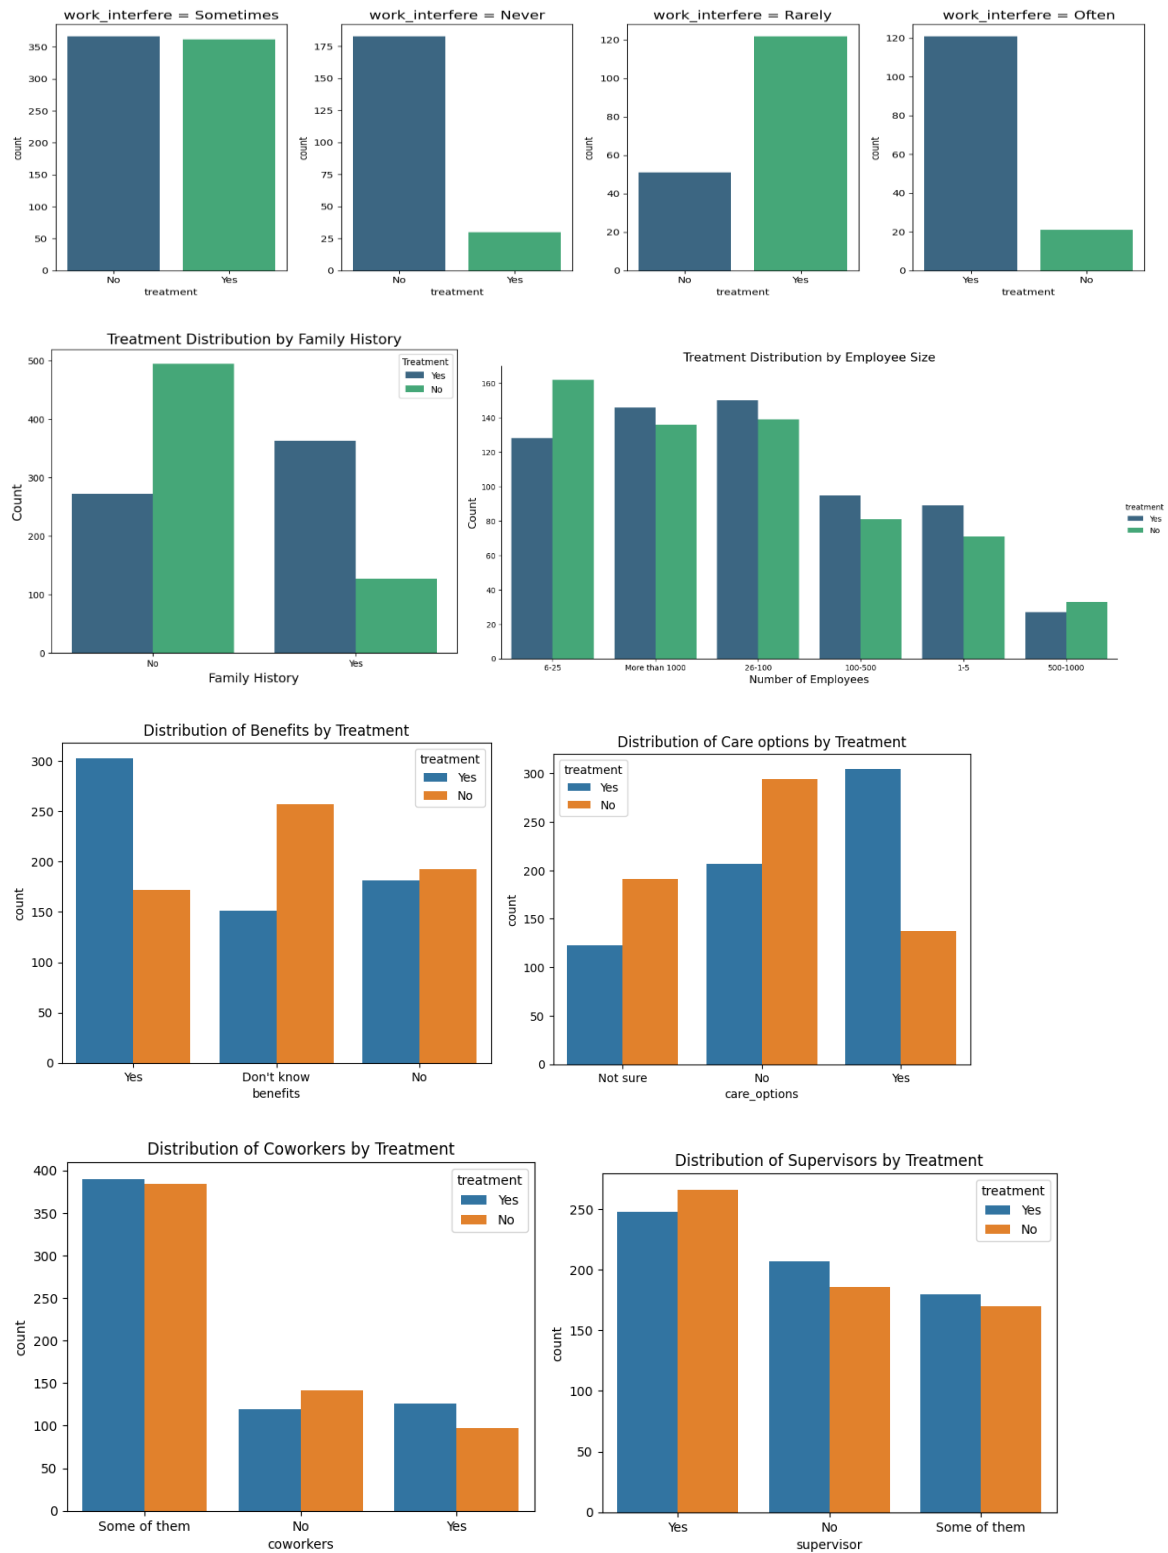 work_interfere = Sometimes
work_interfere = Never
work_interfere = Rarely
work_interfere = Often
count
350
300
250
200
150
100
50
0
No
Yes
treatment
count
175
150
125
100
75
50
25
0
No
Yes
treatment
count
120
100
80
60
40
20
0
No
Yes
treatment
count
120
100
80
60
40
20
0
Yes
No
treatment
Treatment Distribution by Family History
Treatment
Yes
No
Count
500
400
300
200
100
0
No
Yes
Family History
Treatment Distribution by Employee Size
Count
160
140
120
100
80
60
40
20
0
6-25
More than 1000
26-100
100-500
1-5
500-1000
Number of Employees
treatment
Yes
No
Distribution of Benefits by Treatment
treatment
Yes
No
count
300
250
200
150
100
50
0
Yes
Don't know
No
benefits
Distribution of Care options by Treatment
treatment
Yes
No
count
300
250
200
150
100
50
0
Not sure
No
Yes
care_options
Distribution of Coworkers by Treatment
treatment
Yes
No
count
400
350
300
250
200
150
100
50
0
Some of them
No
Yes
coworkers
Distribution of Supervisors by Treatment
treatment
Yes
No
count
250
200
150
100
50
0
Yes
No
Some of them
supervisor